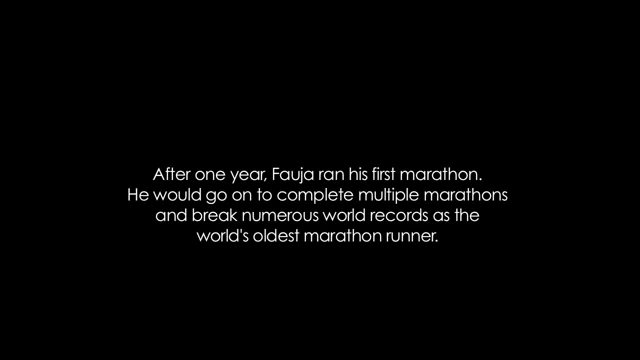 After one year, Fauja ran his first marathon.
He would go on to complete multiple marathons
and break numerous world records as the
world's oldest marathon runner.